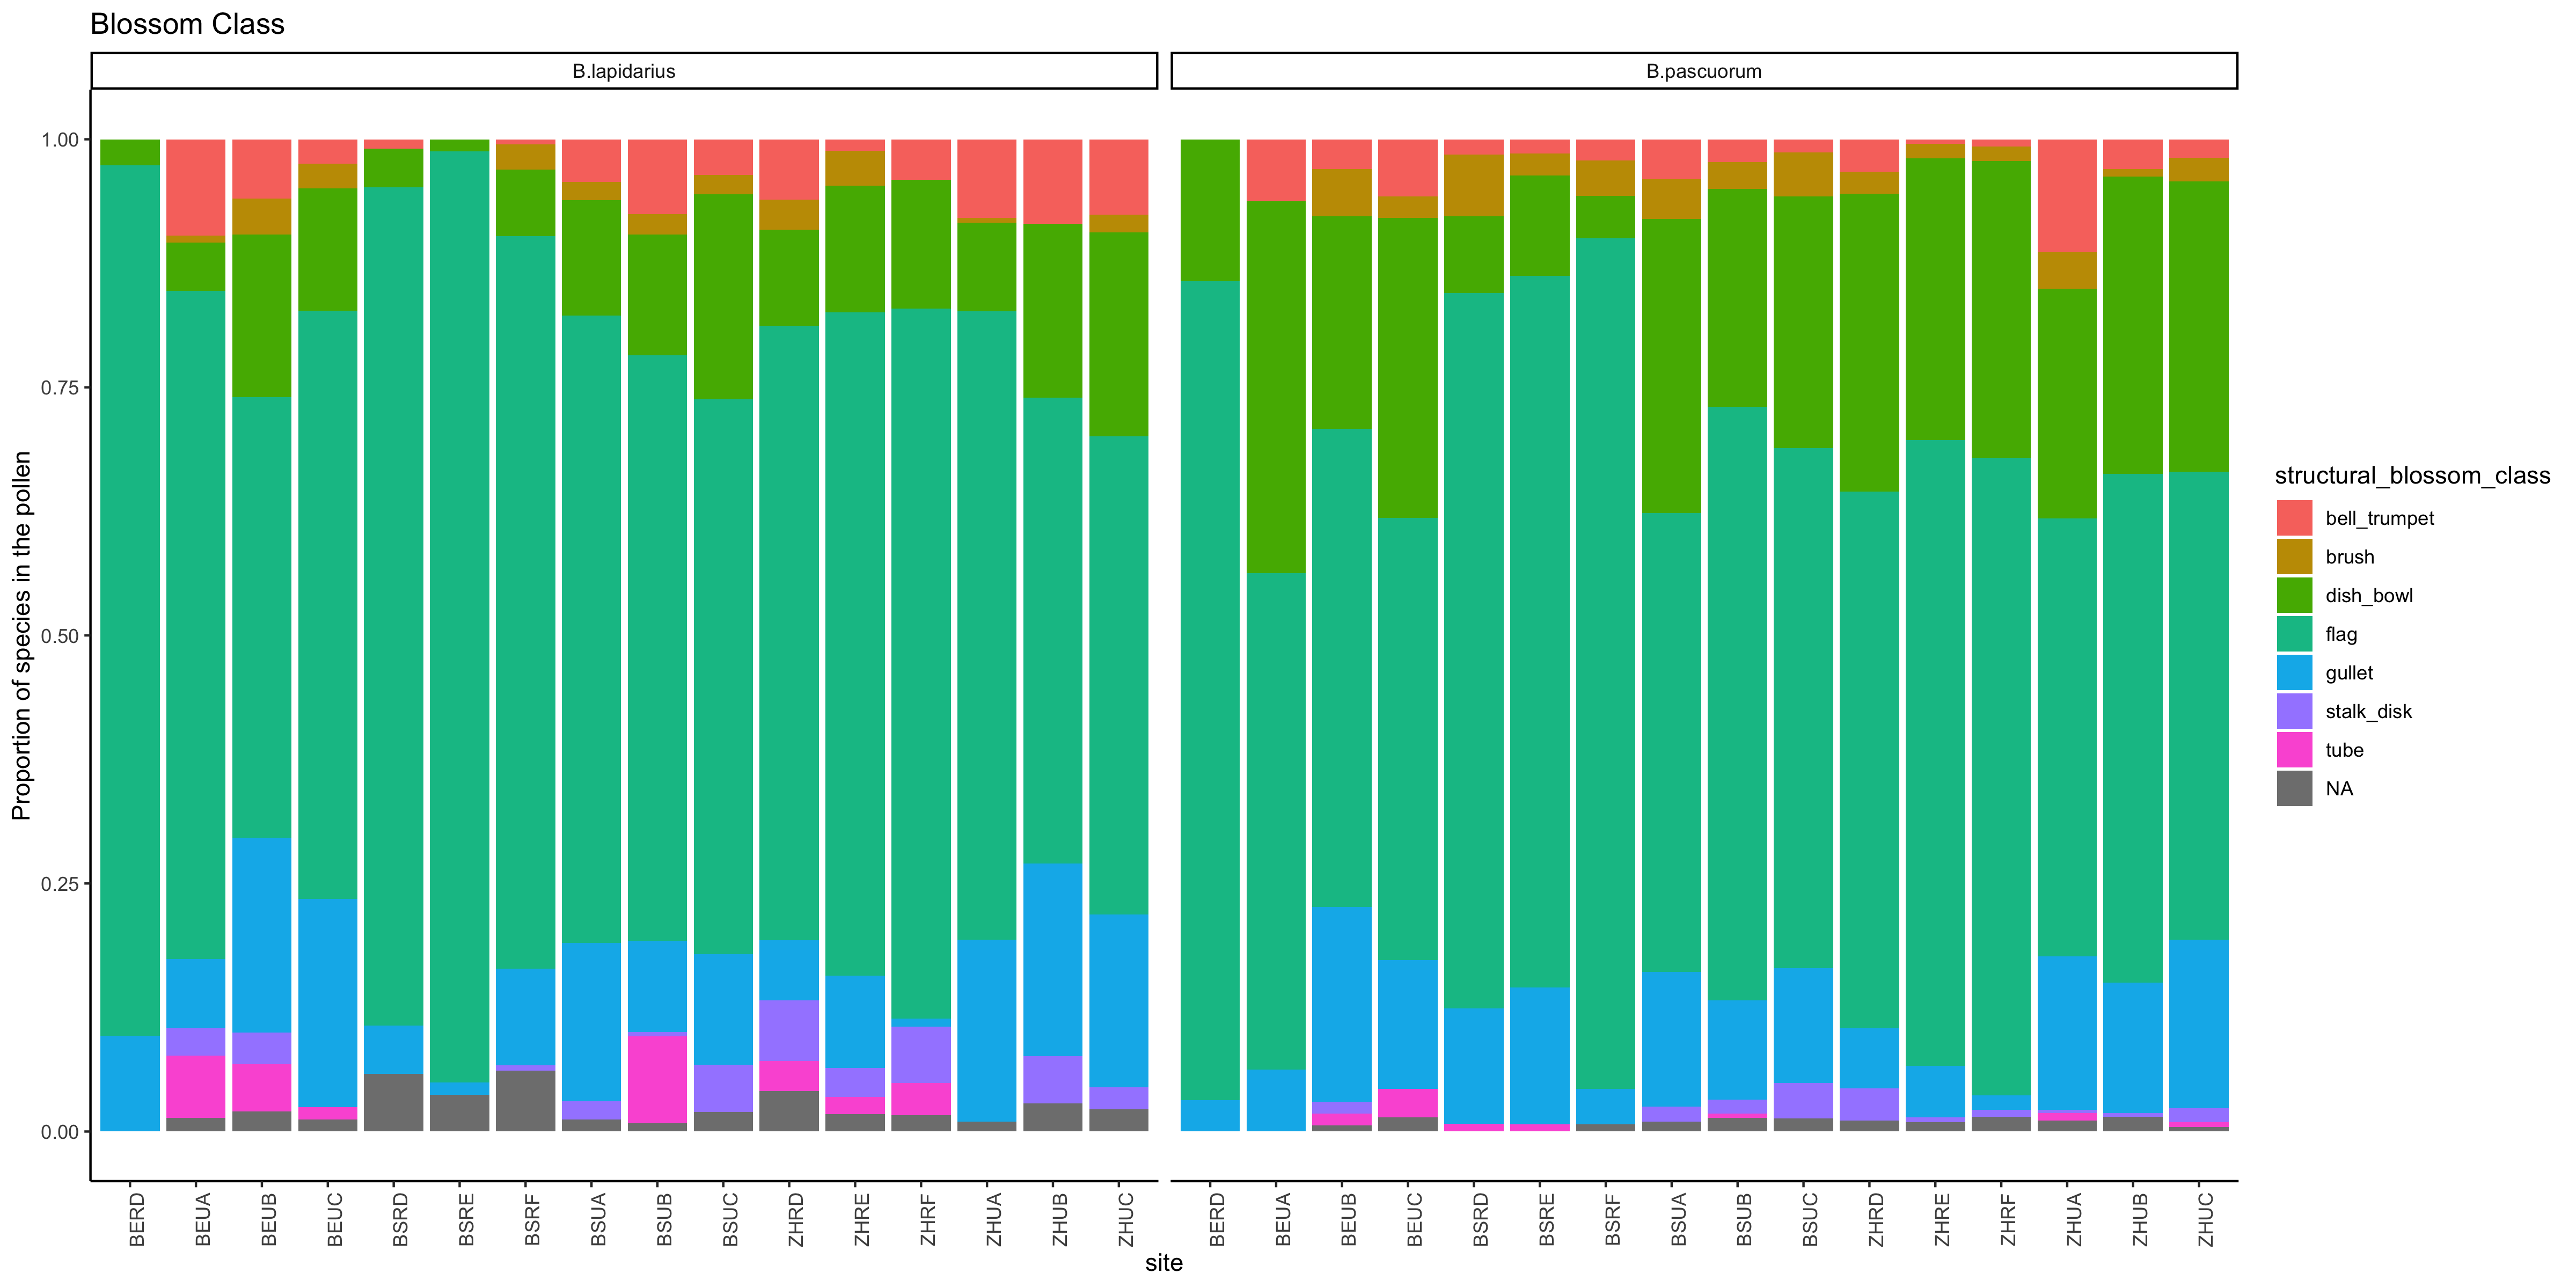 Blossom Class
B.lapidarius
B.pascuorum
Proportion of species in the pollen
1.00
0.75
0.50
0.25
0.00
BERD
BEUA
BEUB
BEUC
BSRD
BSRE
BSRF
BSUA
BSUB
BSUC
ZHRD
ZHRE
ZHRF
ZHUA
ZHUB
ZHUC
BERD
BEUA
BEUB
BEUC
BSRD
BSRE
BSRF
BSUA
BSUB
BSUC
ZHRD
ZHRE
ZHRF
ZHUA
ZHUB
ZHUC
site
structural_blossom_class
bell_trumpet
brush
dish_bowl
flag
gullet
stalk_disk
tube
NA